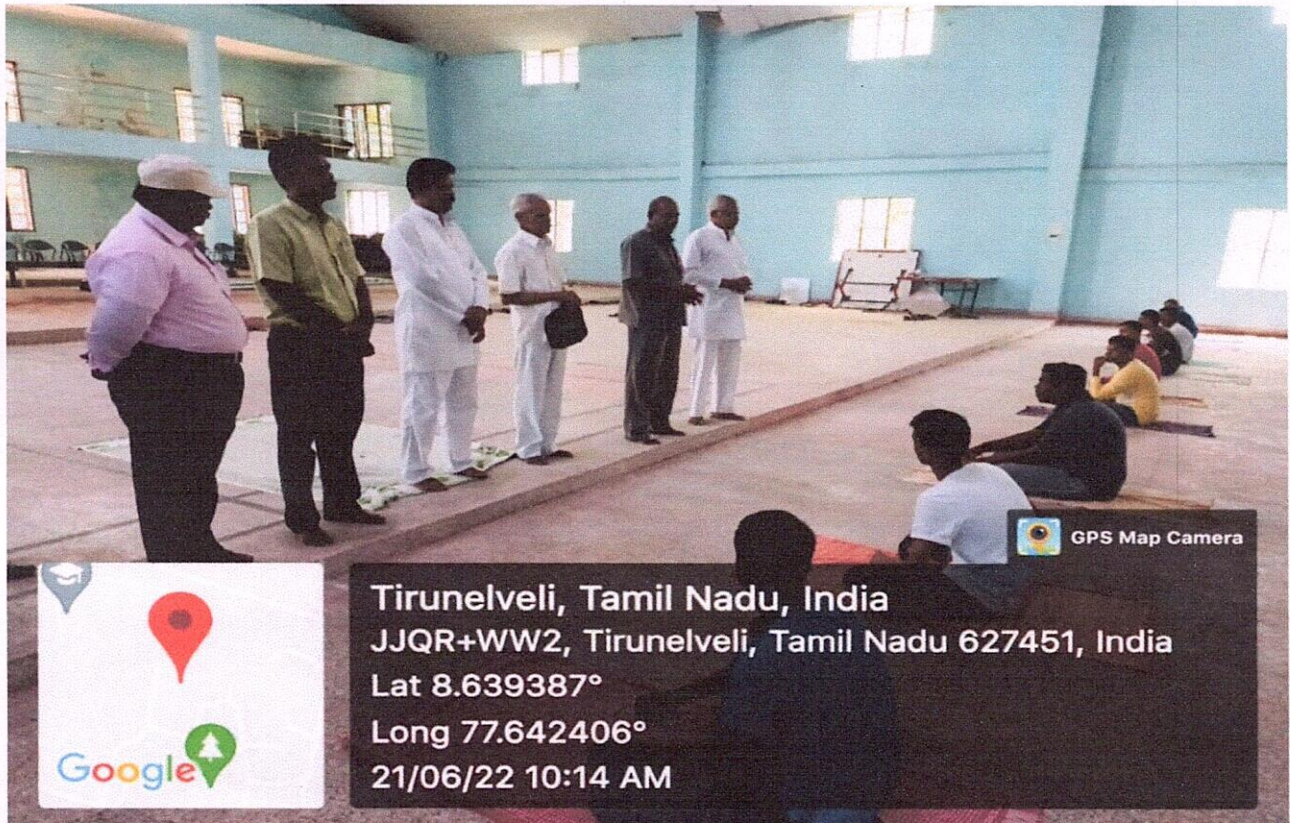 GPS Map Camera
Tirunelveli, Tamil Nadu, India
JJQR+WW2, Tirunelveli, Tamil Nadu 627451, India
Lat 8.639387°
Long 77.642406°
21/06/22 10:14 AM
Google